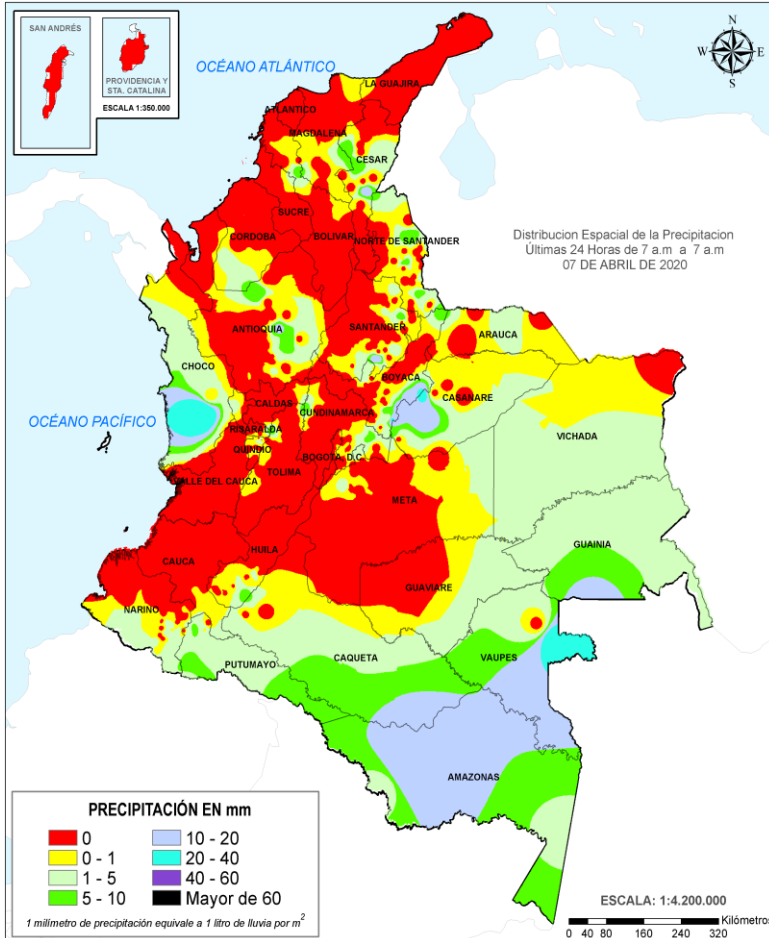 SAN ANDRÉS
PROVIDENCIA Y
STA. CATALINA
ESCALA 1:350.000
N
W
E
S
OCÉANO ATLÁNTICO
LA GUAJIRA
ATLANTICO
MAGDALENA
CESAR
SUCRE
CORDOBA
BOLIVAR
NORTE DE SANTANDER
Distribucion Espacial de la Precipitacion
Últimas 24 Horas de 7 a.m a 7 a.m
07 DE ABRIL DE 2020
ANTIOQUIA
SANTANDER
ARAUCA
CHOCO
BOYACA
CASANARE
CALDAS
CUNDINAMARCA
OCÉANO PACÍFICO
RISARALDA
VICHADA
QUINDIO
BOGOTA, D.C
TOLIMA
VALLE DEL CAUCA
META
GUAINIA
HUILA
CAUCA
GUAVIARE
NARIÑO
CAQUETA
VAUPES
PUTUMAYO
AMAZONAS
PRECIPITACIÓN EN mm
0
0 - 1
1 - 5
5 - 10
10 - 20
20 - 40
40 - 60
Mayor de 60
1 milímetro de precipitación equivale a 1 litro de lluvia por m²
ESCALA: 1:4.200.000
Kilómetros
0 40 80 160 240 320